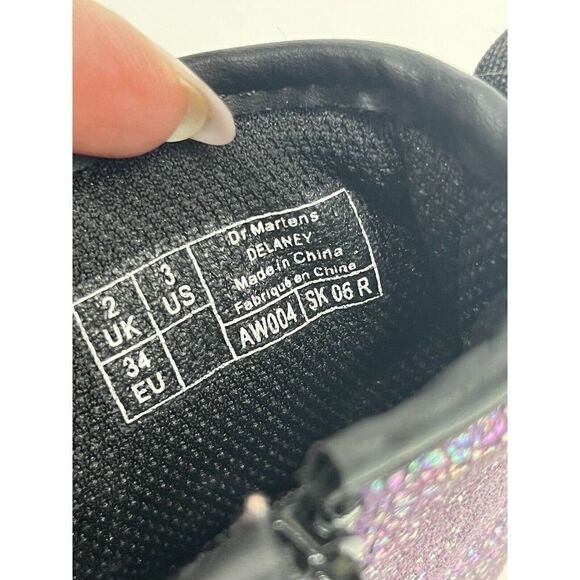 2 UK
3 US
34 EU
Dr.Martens
DELANEY
Made in China
Fabriqué en Chine
AW004
SK 06 R